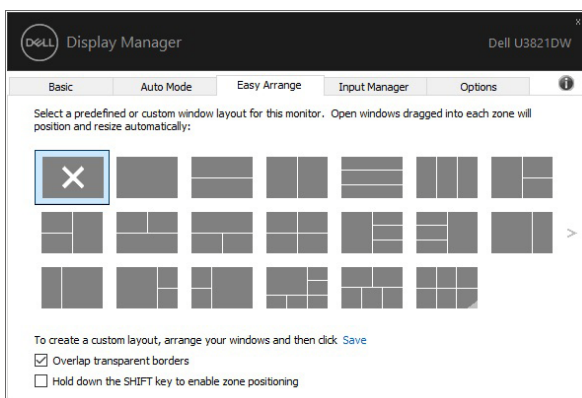 DELL Display Manager
Dell U3821DW
x
Basic Auto Mode Easy Arrange Input Manager Options i
Select a predefined or custom window layout for this monitor. Open windows dragged into each zone will
position and resize automatically:
>
To create a custom layout, arrange your windows and then click Save
Overlap transparent borders
Hold down the SHIFT key to enable zone positioning